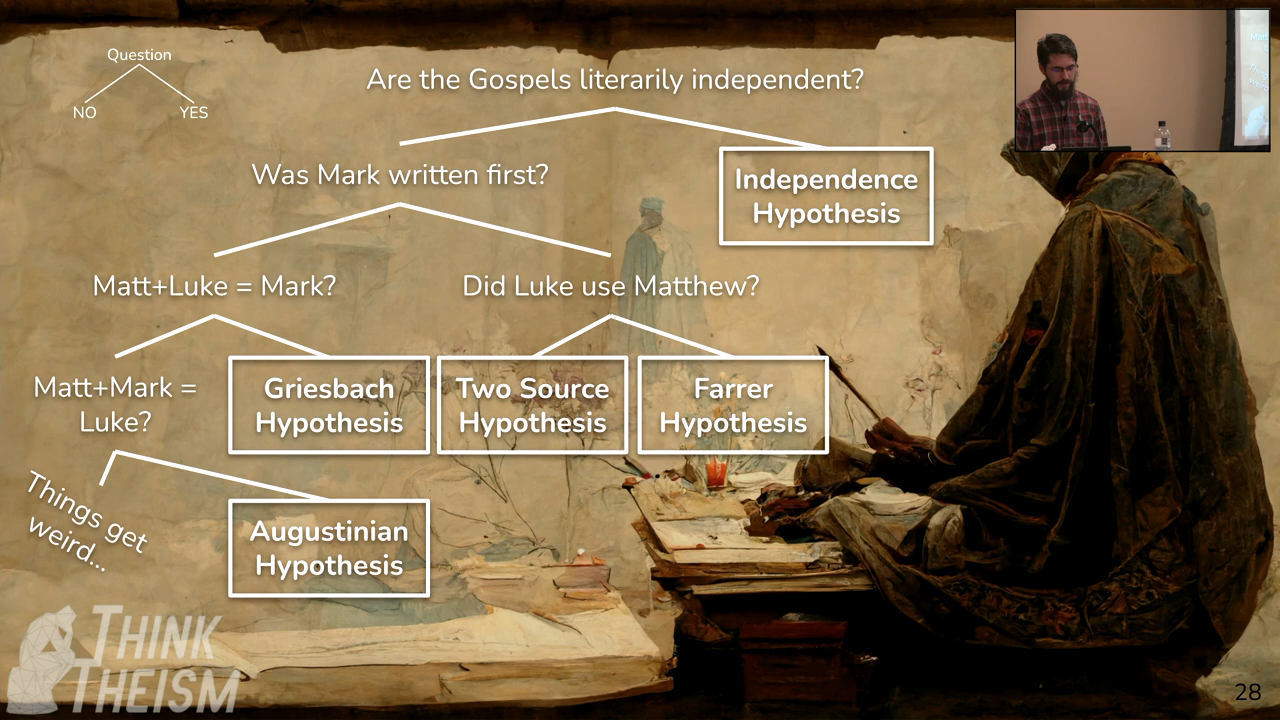 Question
NO
YES
Are the Gospels literarily independent?
Was Mark written first?
Independence
Hypothesis
Matt+Luke = Mark?
Did Luke use Matthew?
Matt+Mark =
Luke?
Griesbach
Hypothesis
Two Source
Hypothesis
Farrer
Hypothesis
Things get
weird...
Augustinian
Hypothesis
THINK
THEISM
28